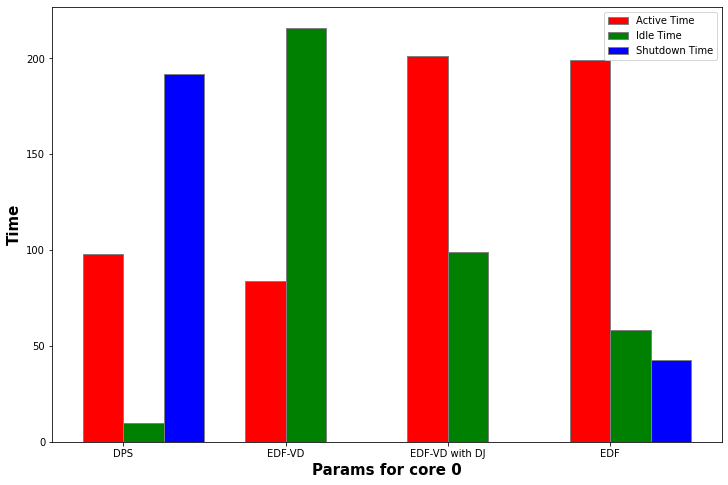 Active Time
Idle Time
Shutdown Time
200
150
100
50
0
Time
DPS
EDF-VD
EDF-VD with DJ
EDF
Params for core 0